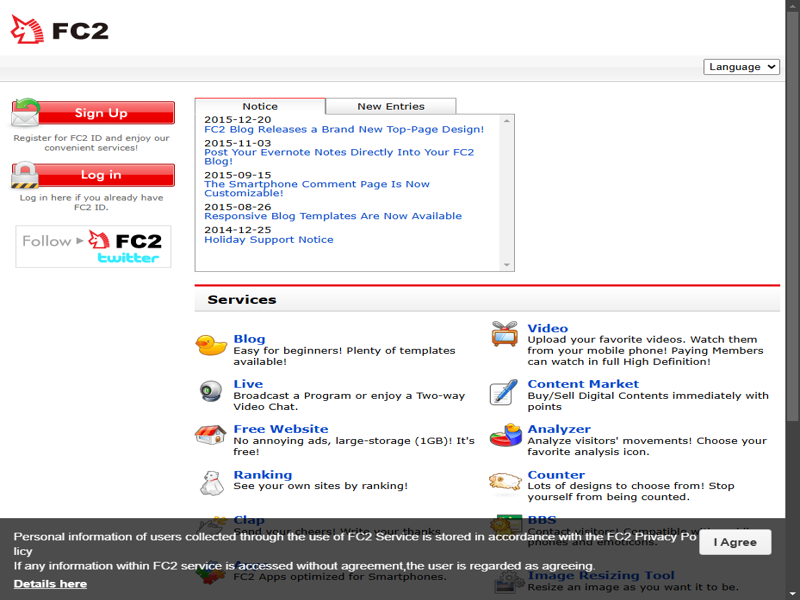 FC2
Language
Sign Up
Register for FC2 ID and enjoy our
convenient services!
Log in
Log in here if you already have
FC2 ID.
Follow FC2
twitter
Notice
New Entries
2015-12-20
FC2 Blog Releases a Brand New Top-Page Design!
2015-11-03
Post Your Evernote Notes Directly Into Your FC2
Blog!
2015-09-15
The Smartphone Comment Page Is Now
Customizable!
2015-08-26
Responsive Blog Templates Are Now Available
2014-12-25
Holiday Support Notice
Services
Blog
Easy for beginners! Plenty of templates
available!
Video
Upload your favorite videos. Watch them
from your mobile phone! Paying Members
can watch in full High Definition!
Live
Broadcast a Program or enjoy a Two-way
Video Chat.
Content Market
Buy/Sell Digital Contents immediately with
points
Free Website
No annoying ads, large-storage (1GB)! It's
free!
Analyzer
Analyze visitors' movements! Choose your
favorite analysis icon.
Ranking
See your own sites by ranking!
Counter
Lots of designs to choose from! Stop
yourself from being counted.
Clap
Send your cheers! Write your thanks
BBS
Contact visitors! Compatible with
phones and emoticons.
FC2 Apps optimized for Smartphones.
Image Resizing Tool
Resize an image as you want it to be.
Personal information of users collected through the use of FC2 Service is stored in accordance with the FC2 Privacy Po
licy
If any information within FC2 service is accessed without agreement,the user is regarded as agreeing.
Details here
I Agree